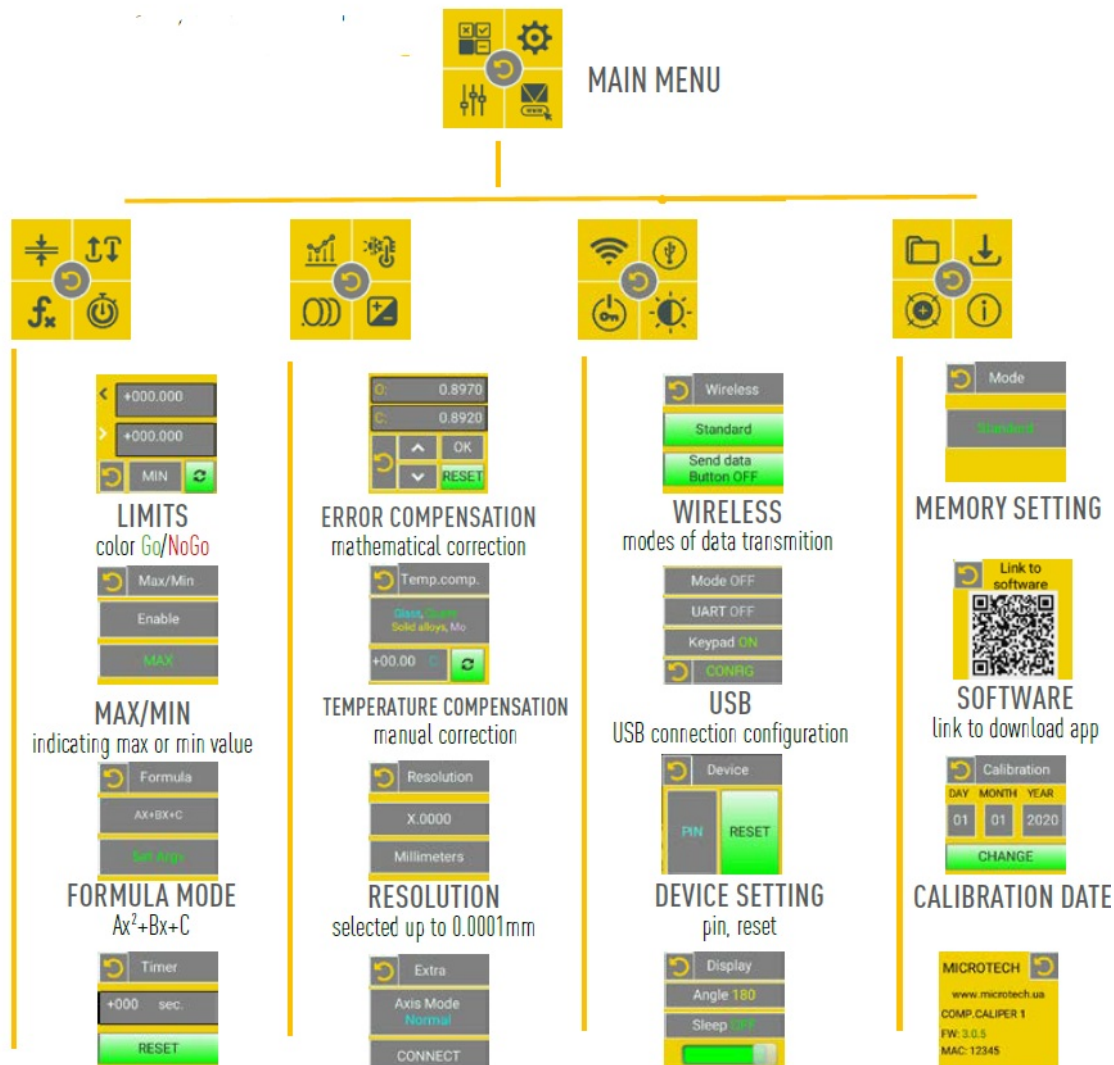 MAIN MENU
+000.000
+000.000
MIN
LIMITS
color Go/NoGo
Max/Min
Enable
MAX
MAX/MIN
indicating max or min value
Formula
AX+BX+C
Set Args
FORMULA MODE
Ax²+Bx+C
Timer
+000 sec.
RESET
O: 0.8970
C: 0.8920
OK
RESET
ERROR COMPENSATION
mathematical correction
Temp.comp.
Glass,
Solid alloys, Mo
+00.00 C
TEMPERATURE COMPENSATION
manual correction
Resolution
X.0000
Millimeters
RESOLUTION
selected up to 0.0001mm
Extra
Axis Mode
Normal
CONNECT
Wireless
Standard
Send data
Button OFF
WIRELESS
modes of data transmition
Mode OFF
UART OFF
Keypad ON
CONFIG
USB
USB connection configuration
Device
PIN
RESET
DEVICE SETTING
pin, reset
Display
Angle 180
Sleep OFF
Mode
Standard
MEMORY SETTING
Link to
software
SOFTWARE
link to download app
Calibration
DAY MONTH YEAR
01 01 2020
CHANGE
CALIBRATION DATE
MICROTECH
www.microtech.ua
COMP.CALIPER 1
FW: 3.0.5
MAC: 12345